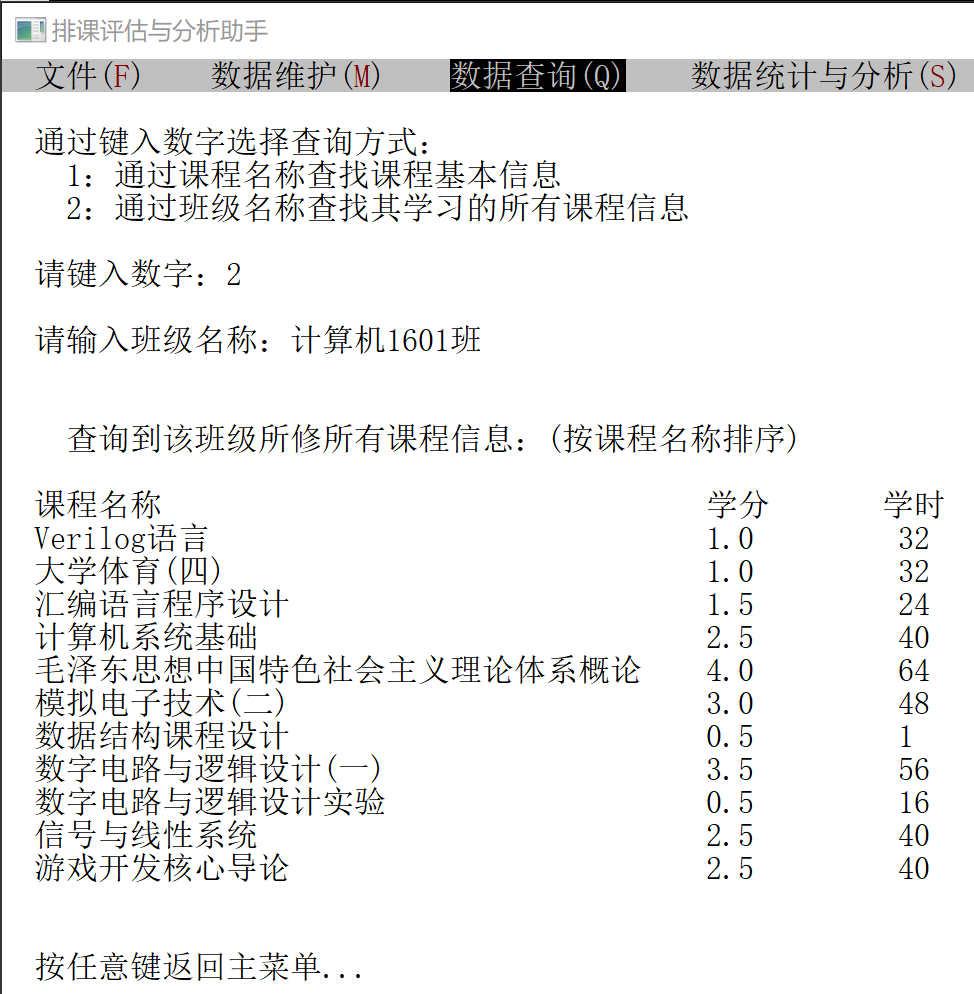 排课评估与分析助手
文件(F) 数据维护(M) 数据查询(Q) 数据统计与分析(S)
通过键入数字选择查询方式：
1：通过课程名称查找课程基本信息
2：通过班级名称查找其学习的所有课程信息
请键入数字：2
请输入班级名称：计算机1601班
查询到该班级所修所有课程信息：(按课程名称排序)
课程名称 学分 学时
Verilog语言 1.0 32
大学体育(四) 1.0 32
汇编语言程序设计 1.5 24
计算机系统基础 2.5 40
毛泽东思想中国特色社会主义理论体系概论 4.0 64
模拟电子技术(二) 3.0 48
数据结构课程设计 0.5 1
数字电路与逻辑设计(一) 3.5 56
数字电路与逻辑设计实验 0.5 16
信号与线性系统 2.5 40
游戏开发核心导论 2.5 40
按任意键返回主菜单...